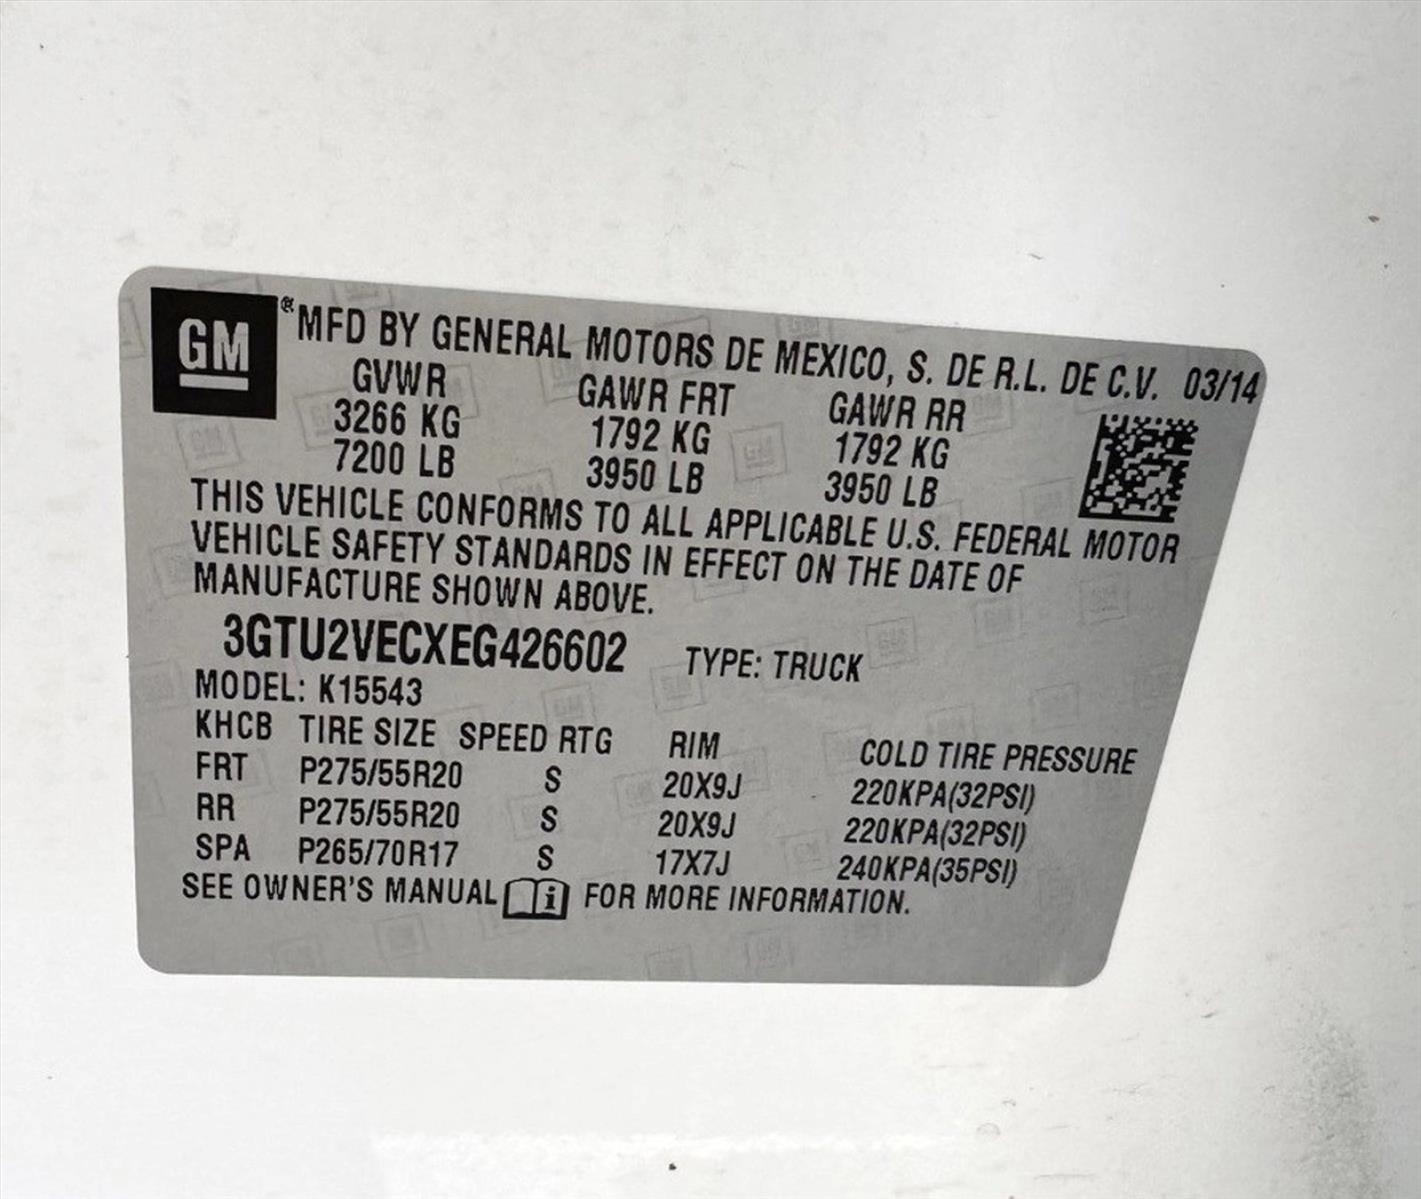 GM ® MFD BY GENERAL MOTORS DE MEXICO, S. DE R.L. DE C.V. 03/14
GVWR GAWR FRT GAWR RR
3266 KG 1792 KG 1792 KG
7200 LB 3950 LB 3950 LB
THIS VEHICLE CONFORMS TO ALL APPLICABLE U.S. FEDERAL MOTOR
VEHICLE SAFETY STANDARDS IN EFFECT ON THE DATE OF
MANUFACTURE SHOWN ABOVE.
3GTU2VECXEG426602 TYPE: TRUCK
MODEL: K15543
KHCB TIRE SIZE SPEED RTG RIM COLD TIRE PRESSURE
FRT P275/55R20 S 20X9J 220KPA(32PSI)
RR P275/55R20 S 20X9J 220KPA(32PSI)
SPA P265/70R17 S 17X7J 240KPA(35PSI)
SEE OWNER'S MANUAL i FOR MORE INFORMATION.